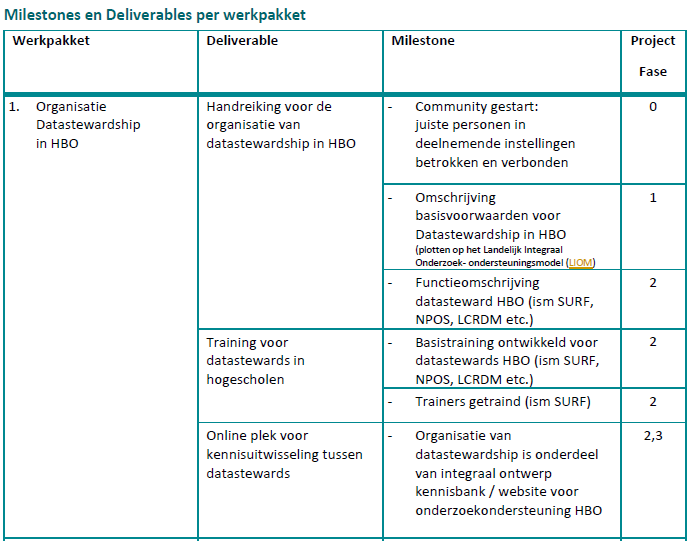 Milestones en Deliverables per werkpakket
Werkpakket
Deliverable
Milestone
Project
Fase
1. Organisatie
Datastewardship
in HBO
Handreiking voor de
organisatie van
datastewardship in HBO
- Community gestart:
juiste personen in
deelnemende instellingen
betrokken en verbonden
0
- Omschrijving
basisvoorwaarden voor
Datastewardship in HBO
(plotten op het Landelijk Integraal
Onderzoek- ondersteuningsmodel (LIOM)
1
- Functieomschrijving
datasteward HBO (ism SURF,
NPOS, LCRDM etc.)
2
Training voor
datastewards in
hogescholen
- Basistraining ontwikkeld voor
datastewards HBO (ism SURF,
NPOS, LCRDM etc.)
2
- Trainers getraind (ism SURF)
2
Online plek voor
kennisuitwisseling tussen
datastewards
- Organisatie van
datastewardship is onderdeel
van integraal ontwerp
kennisbank / website voor
onderzoekondersteuning HBO
2,3